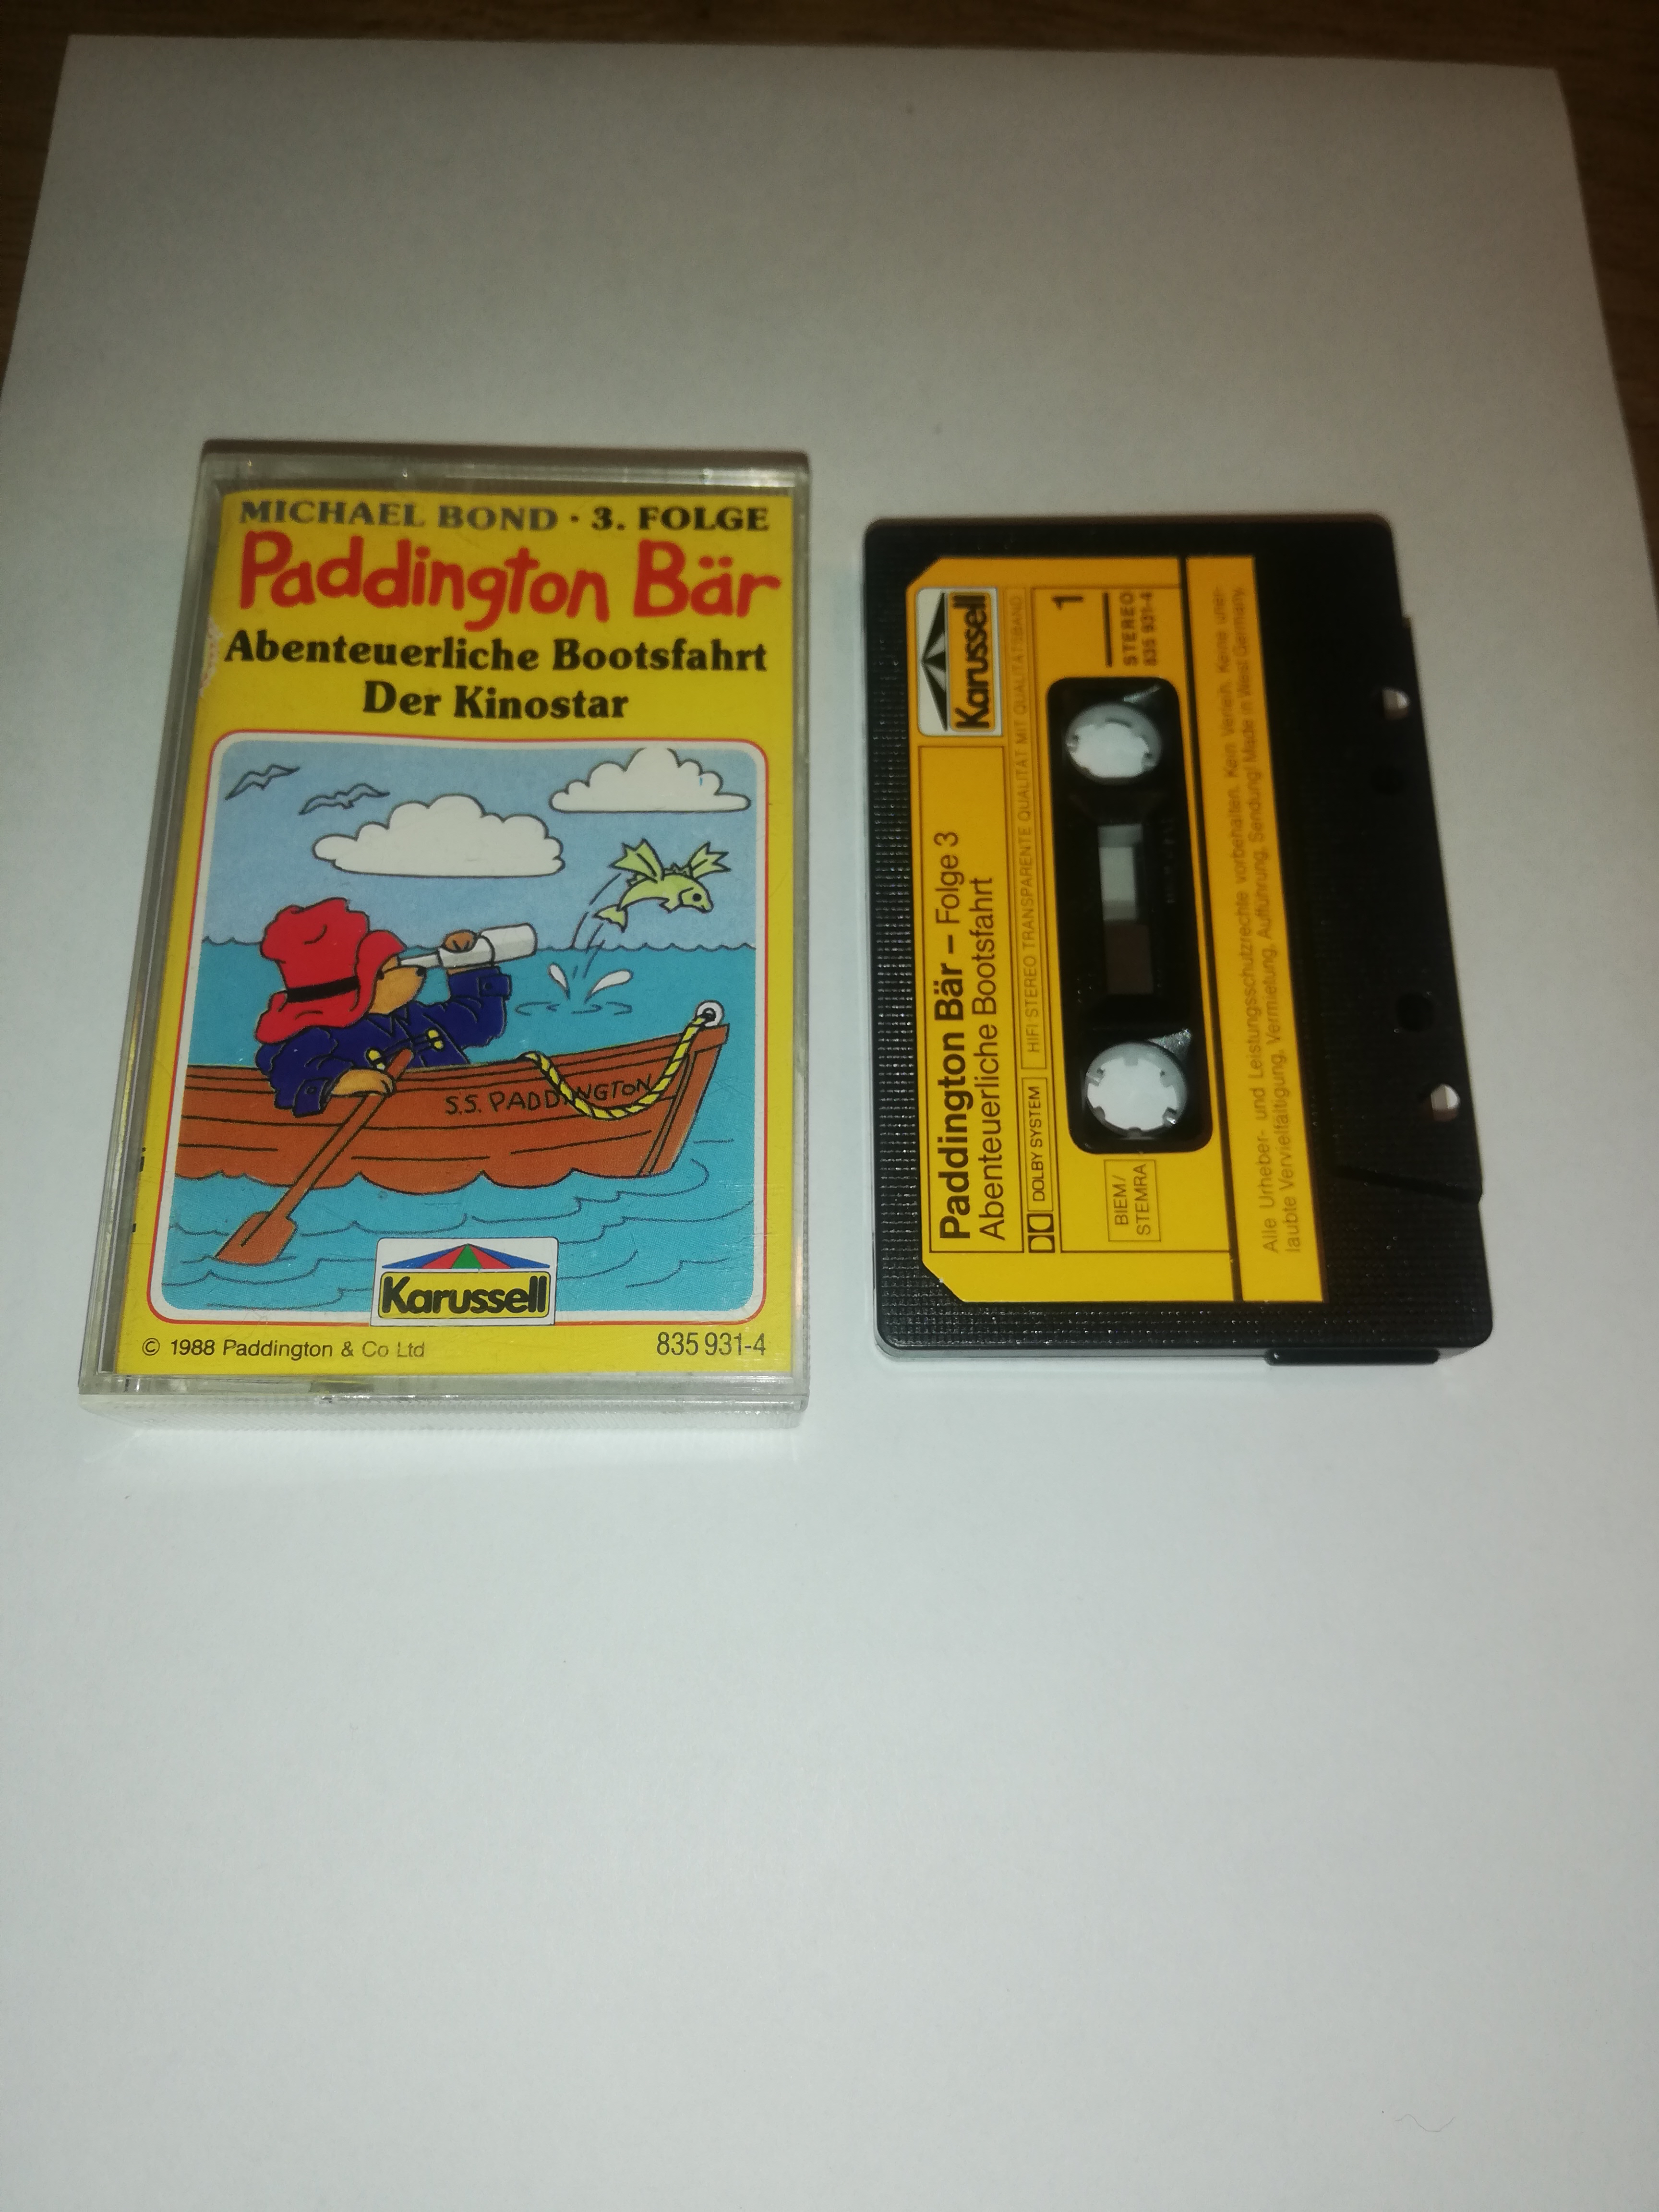 MICHAEL BOND · 3. FOLGE
Paddington Bär
Abenteuerliche Bootsfahrt
Der Kinostar
S.S. PADDINGTON
Karussell
© 1988 Paddington & Co Ltd
835 931-4
Karussell
Paddington Bär – Folge 3
Abenteuerliche Bootsfahrt
DOLBY SYSTEM
HIFI STEREO TRANSPARENTE QUALITÄT MIT QUALITÄTSBAND
1
STEREO
835 931-4
BIEM/
STEMRA
Alle Urheber- und Leistungsschutzrechte vorbehalten. Kein Verleih. Keine uner-
laubte Vervielfältigung, Vermietung, Aufführung, Sendung! Made in West Germany